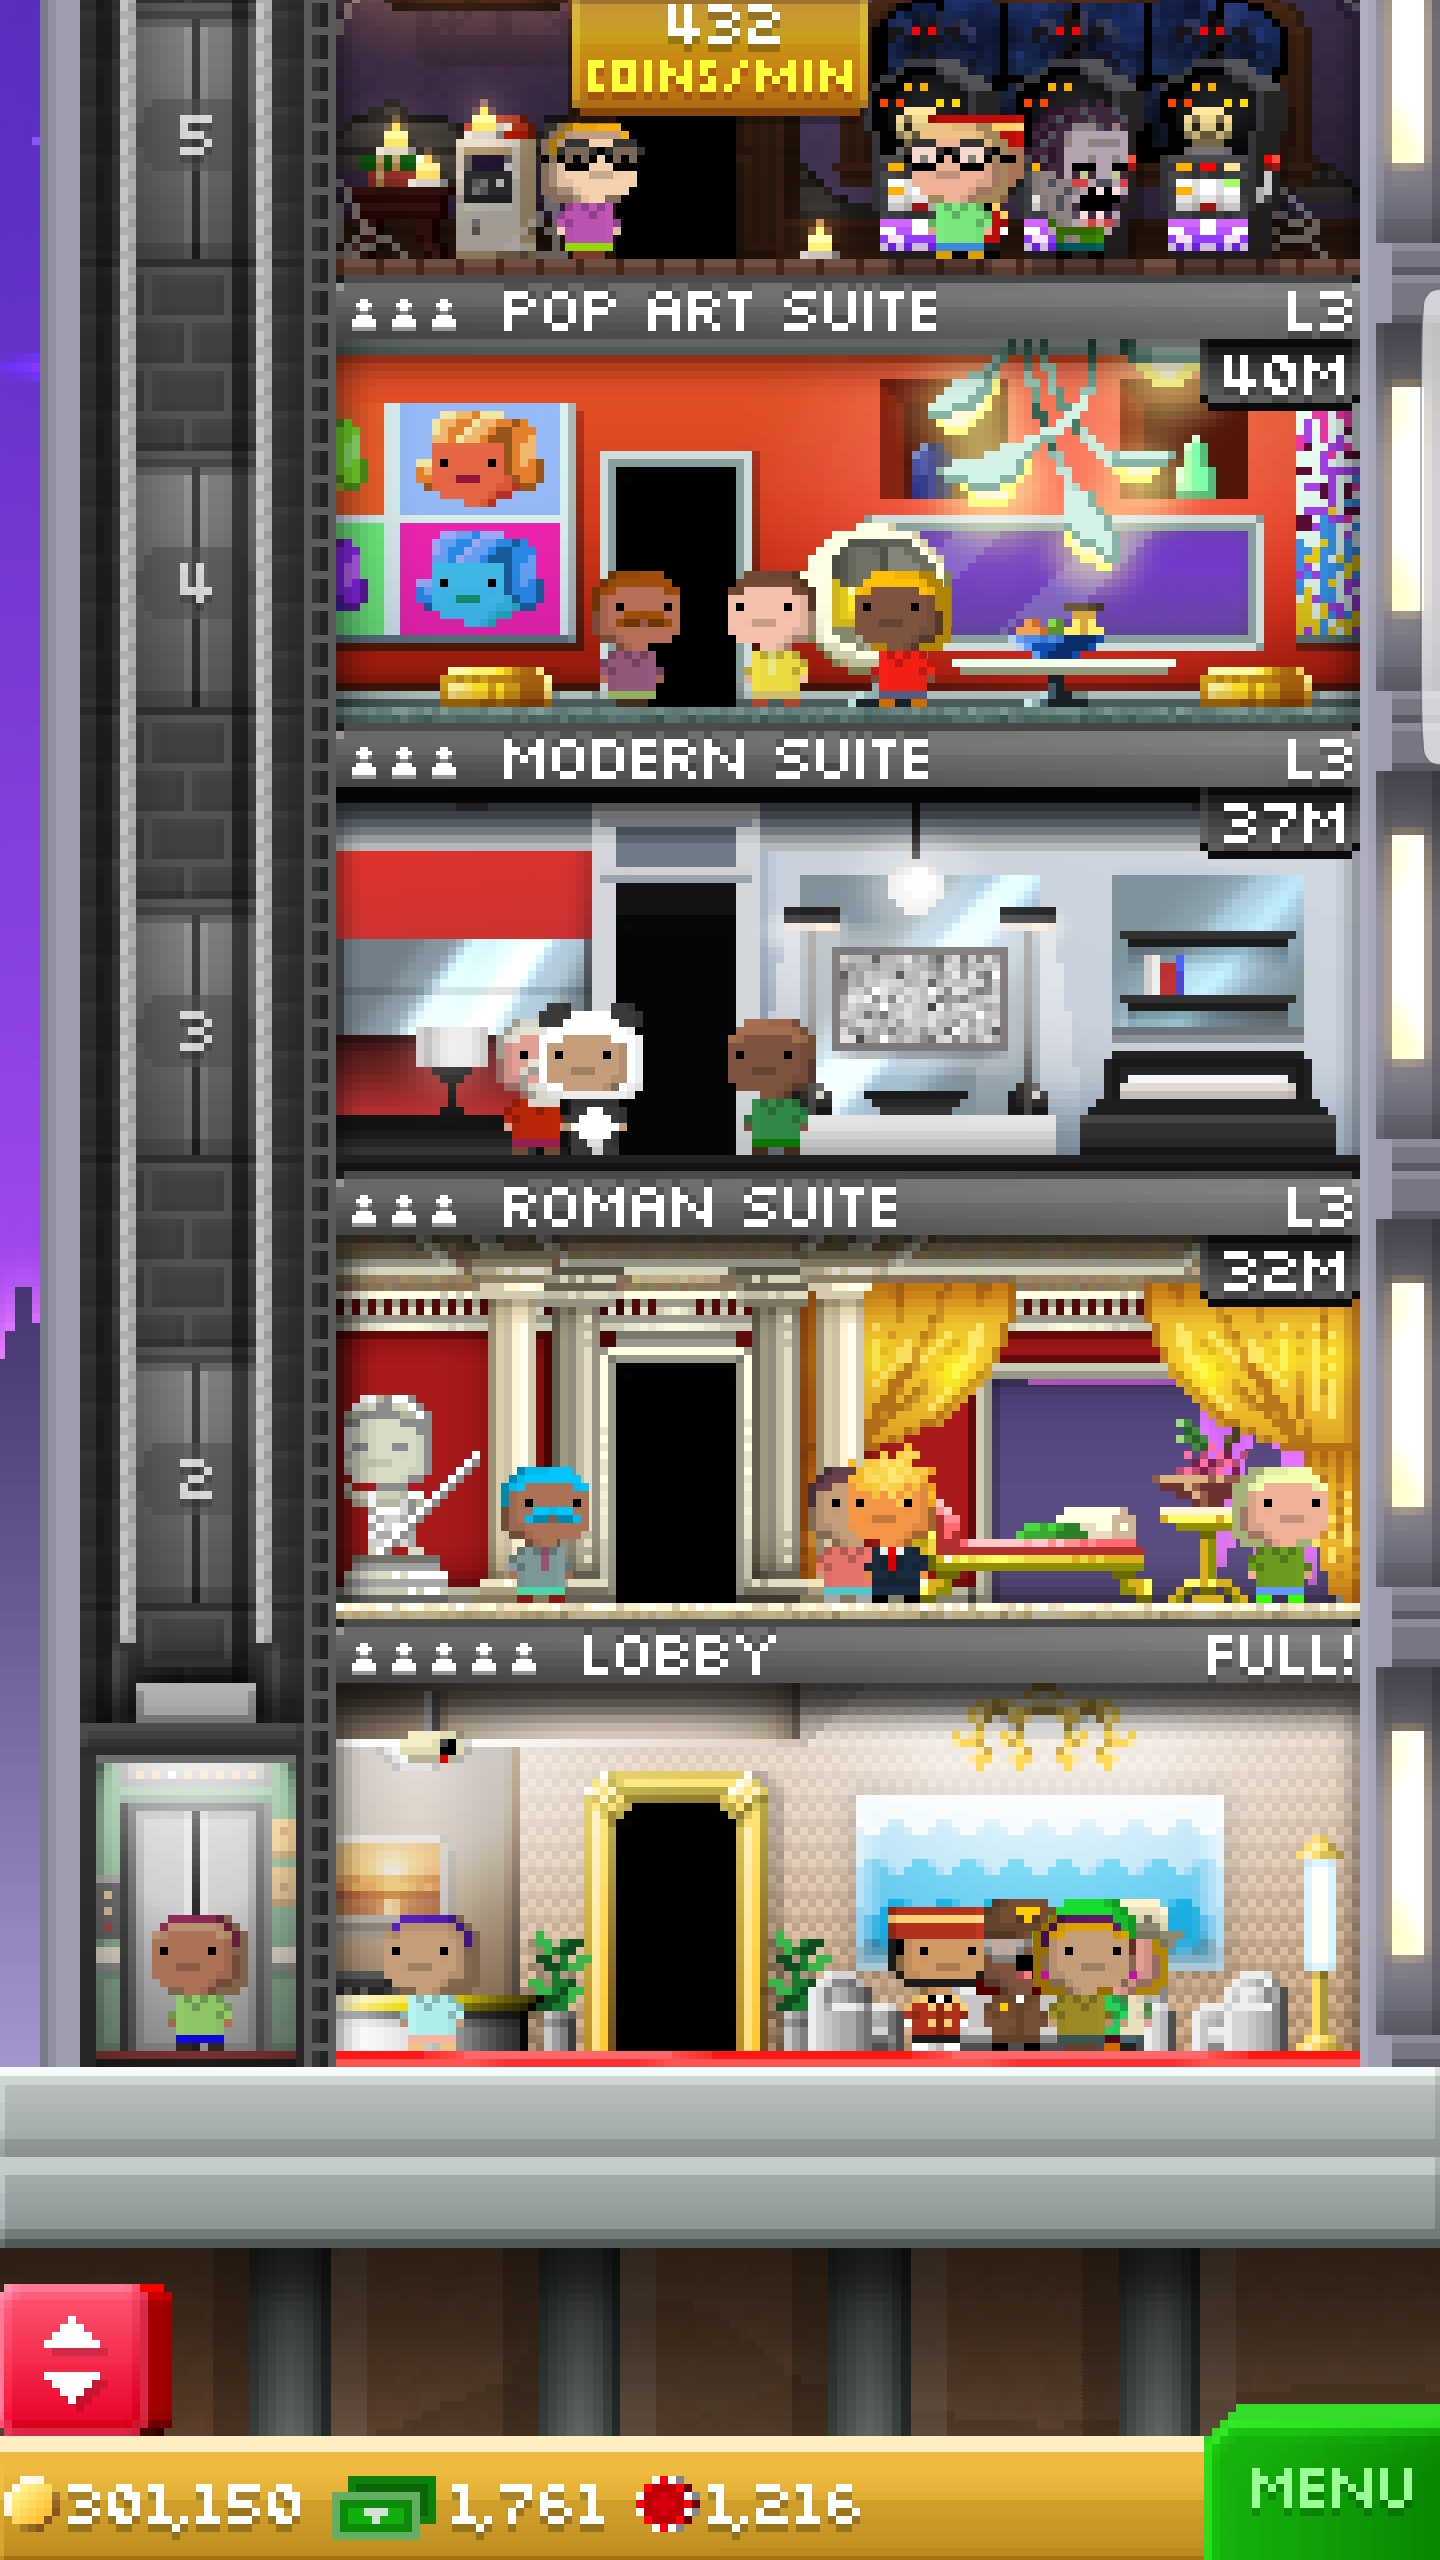 432
COINS/MIN
5
POP ART SUITE L3
40M
4
MODERN SUITE L3
37M
3
ROMAN SUITE L3
32M
2
LOBBY FULL!
301,150 1,761 1,216
MENU